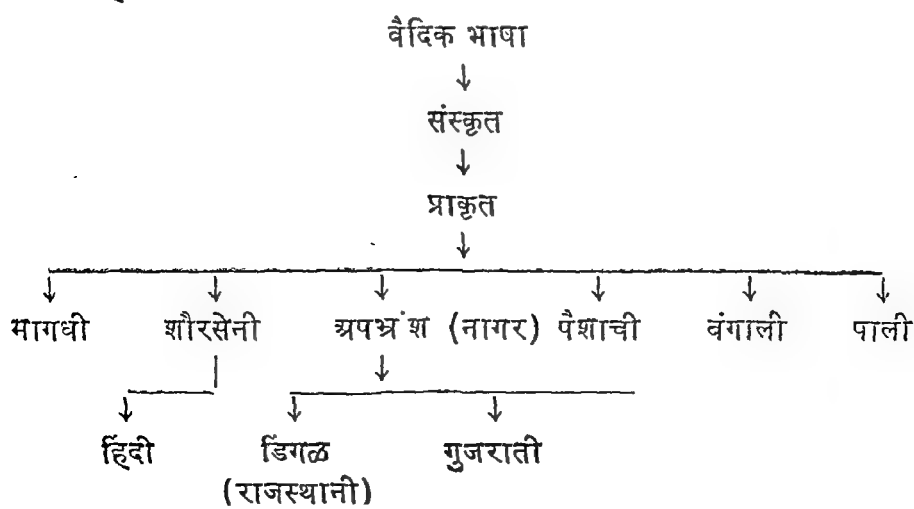 वैदिक भाषा
संस्कृत
प्राकृत
मागधी शौरसेनी अपभ्रंश (नागर) पैशाची वंगाली पाली
हिंदी डिंगळ गुजराती
(राजस्थानी)